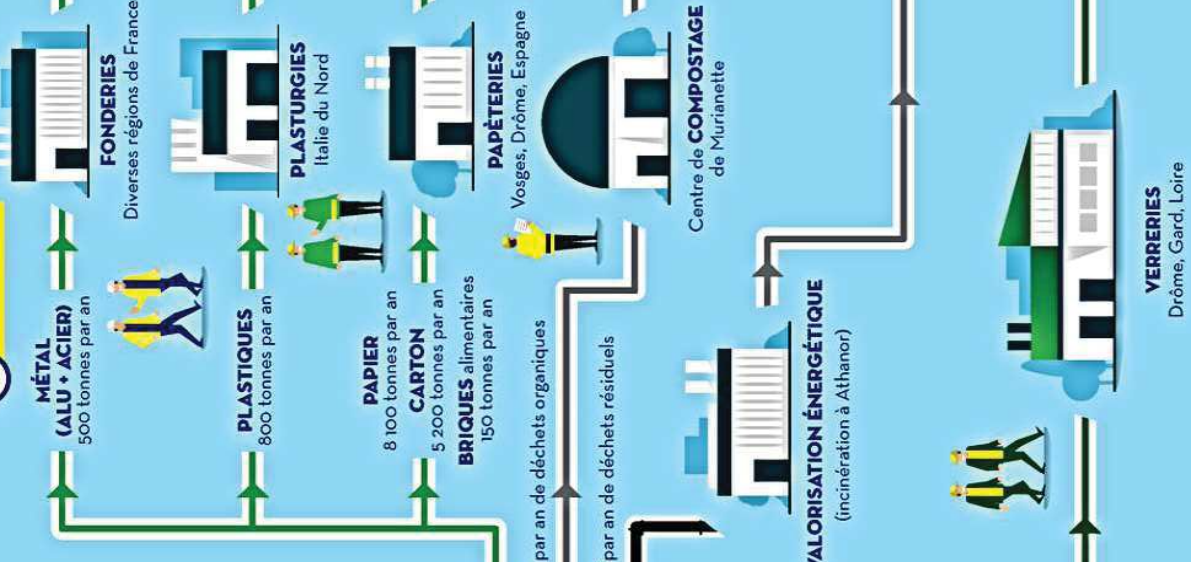 MÉTAL
(ALU + ACIER)
500 tonnes par an
FONDERIES
Diverses régions de France
PLASTIQUES
800 tonnes par an
PLASTURGIES
Italie du Nord
PAPIER
8 100 tonnes par an
CARTON
5 200 tonnes par an
BRIQUES alimentaires
150 tonnes par an
PAPÈTERIES
Vosges, Drôme, Espagne
par an de déchets organiques
par an de déchets résiduels
Centre de COMPOSTAGE
de Murianette
VALORISATION ÉNERGÉTIQUE
(incinération à Athanor)
VERRERIES
Drôme, Gard, Loire